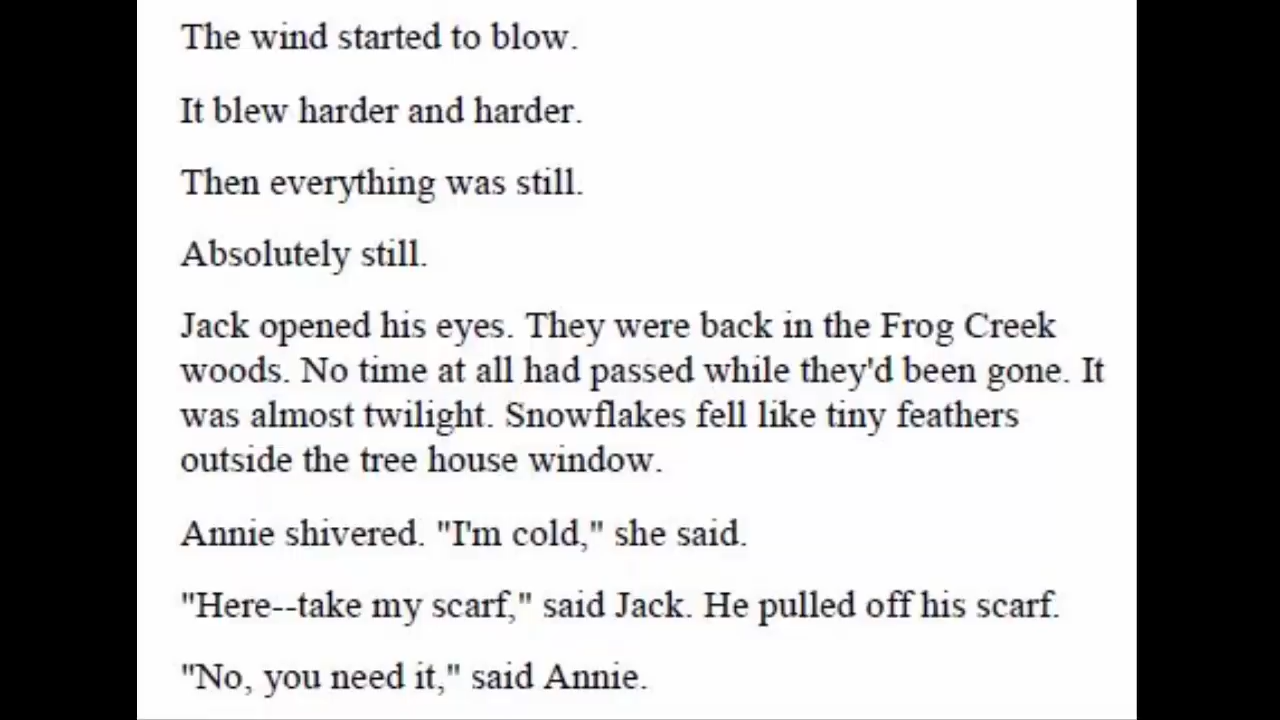 The wind started to blow.
It blew harder and harder.
Then everything was still.
Absolutely still.
Jack opened his eyes. They were back in the Frog Creek
woods. No time at all had passed while they'd been gone. It
was almost twilight. Snowflakes fell like tiny feathers
outside the tree house window.
Annie shivered. "I'm cold," she said.
"Here--take my scarf," said Jack. He pulled off his scarf.
"No, you need it," said Annie.